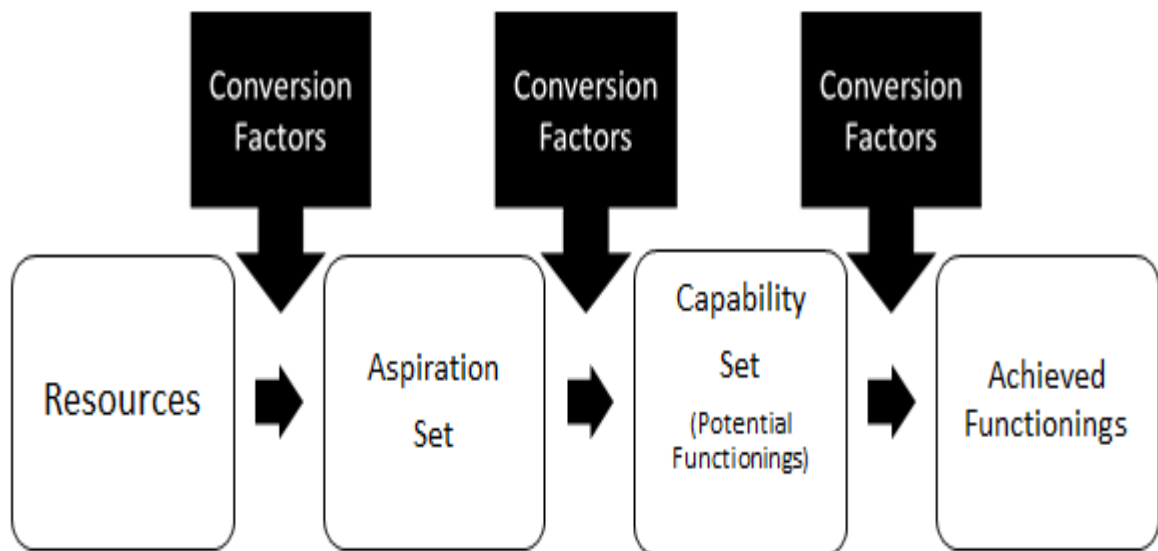 Conversion
Factors
Conversion
Factors
Conversion
Factors
Resources
Aspiration
Set
Capability
Set
(Potential
Functionings)
Achieved
Functionings